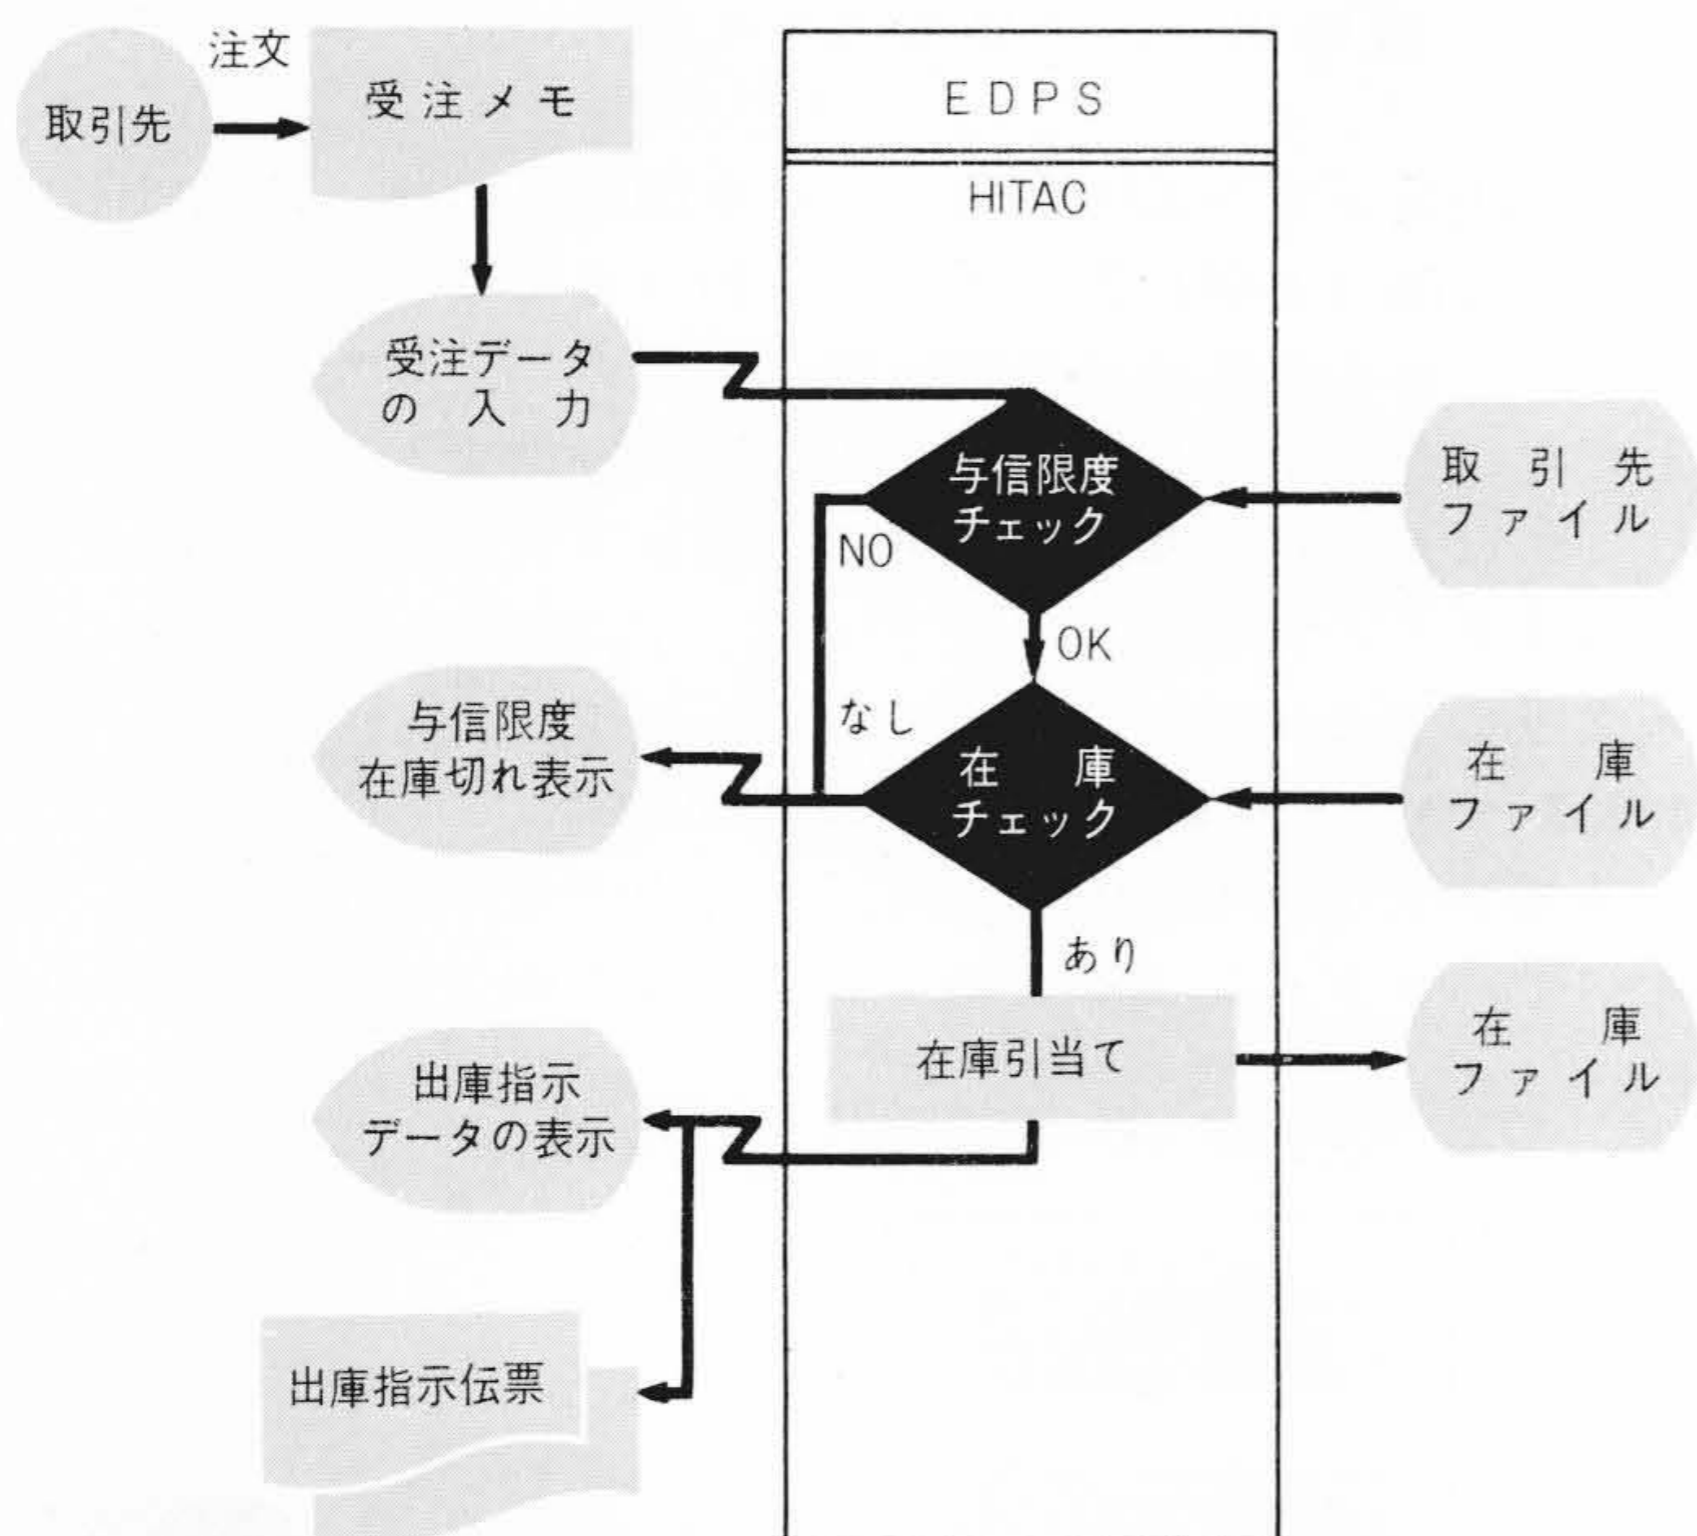 注文
取引先
受注メモ
EDPS
HITAC
受注データ
の入力
与信限度
チェック
取引先
ファイル
NO
OK
なし
与信限度
在庫切れ表示
在庫
チェック
在庫
ファイル
あり
在庫引当て
在庫
ファイル
出庫指示
データの表示
出庫指示伝票